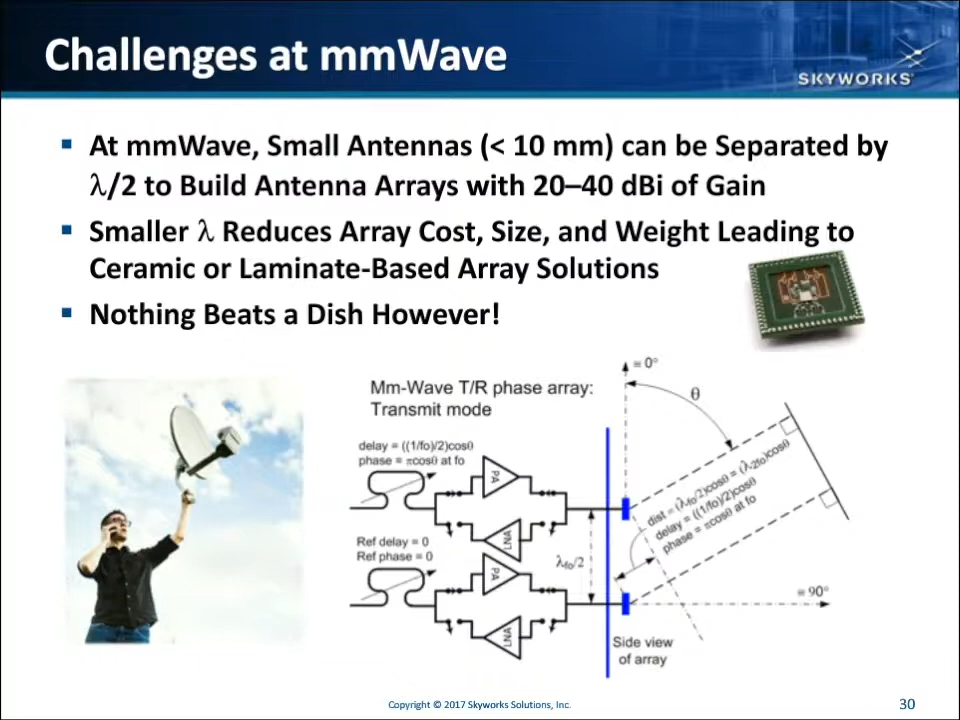 Challenges at mmWave
SKYWORKS
▪ At mmWave, Small Antennas (< 10 mm) can be Separated by
λ/2 to Build Antenna Arrays with 20–40 dBi of Gain
▪ Smaller λ Reduces Array Cost, Size, and Weight Leading to
Ceramic or Laminate-Based Array Solutions
▪ Nothing Beats a Dish However!
Mm-Wave T/R phase array:
Transmit mode
delay = ((1/fo)/2)cosθ
phase = πcosθ at fo
PA
LNA
Ref delay = 0
Ref phase = 0
PA
LNA
λfo/2
= 0°
θ
dist = (λfo/2)cosθ = (λ2fo)cosθ
delay = ((1/fo)/2)cosθ
phase = πcosθ at fo
= 90°
Side view
of array
Copyright © 2017 Skyworks Solutions, Inc.
30